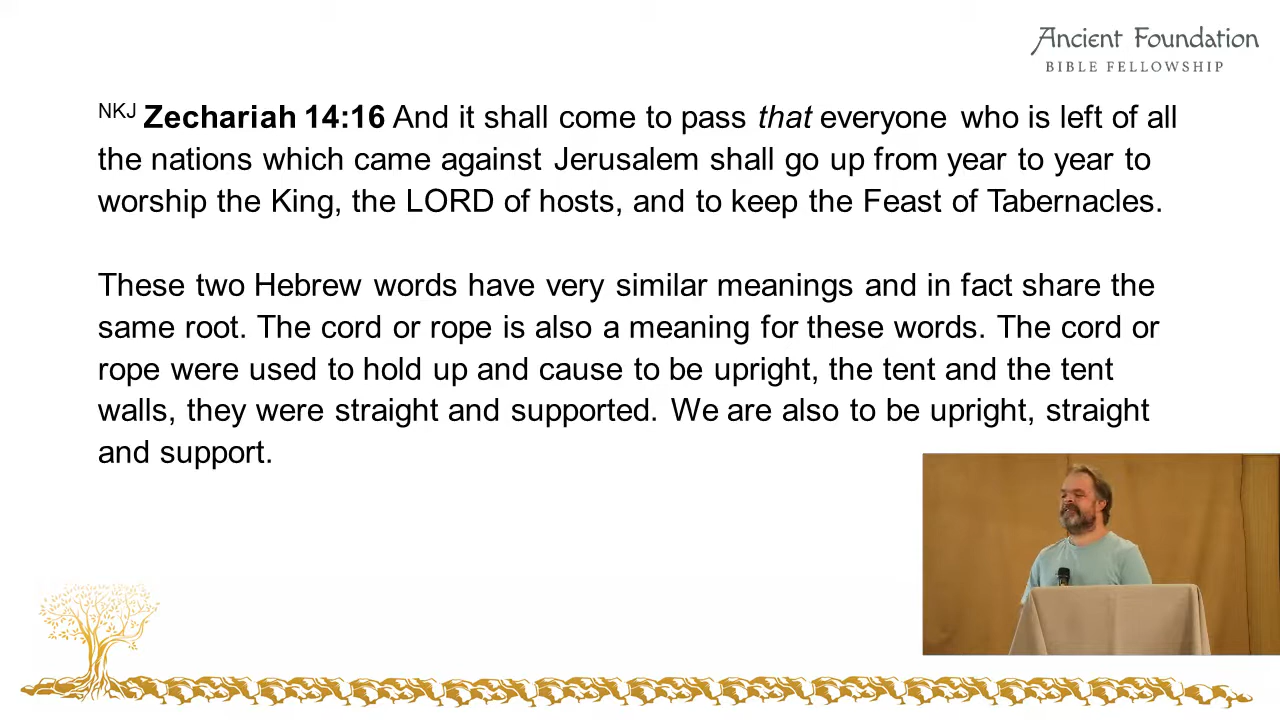 Ancient Foundation
BIBLE FELLOWSHIP
NKJ Zechariah 14:16 And it shall come to pass that everyone who is left of all
the nations which came against Jerusalem shall go up from year to year to
worship the King, the LORD of hosts, and to keep the Feast of Tabernacles.
These two Hebrew words have very similar meanings and in fact share the
same root. The cord or rope is also a meaning for these words. The cord or
rope were used to hold up and cause to be upright, the tent and the tent
walls, they were straight and supported. We are also to be upright, straight
and support.